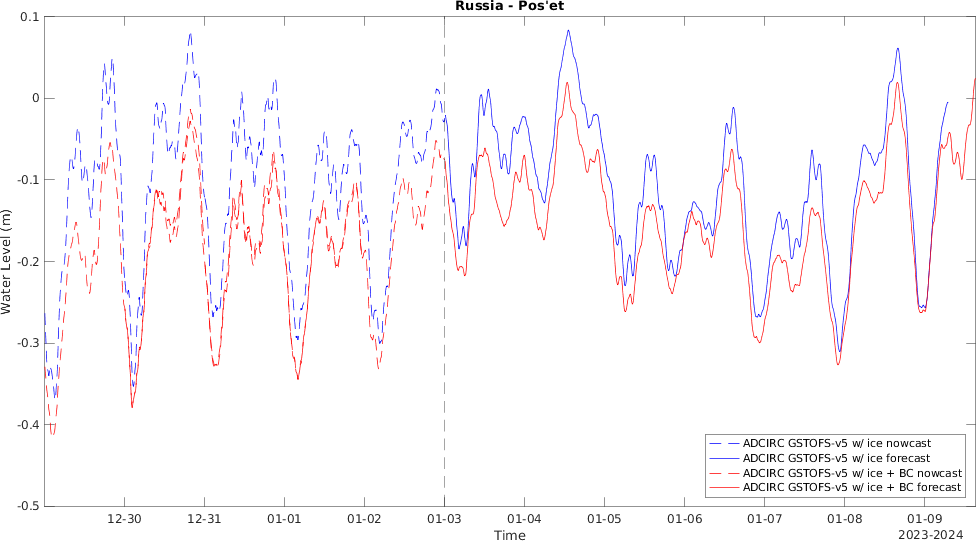 Russia - Pos'et
0.1
0
-0.1
-0.2
-0.3
-0.4
-0.5
Water Level (m)
ADCIRC GSTOFS-v5 w/ ice nowcast
ADCIRC GSTOFS-v5 w/ ice forecast
ADCIRC GSTOFS-v5 w/ ice + BC nowcast
ADCIRC GSTOFS-v5 w/ ice + BC forecast
12-30 12-31 01-01 01-02 01-03 01-04 01-05 01-06 01-07 01-08 01-09
Time
2023-2024